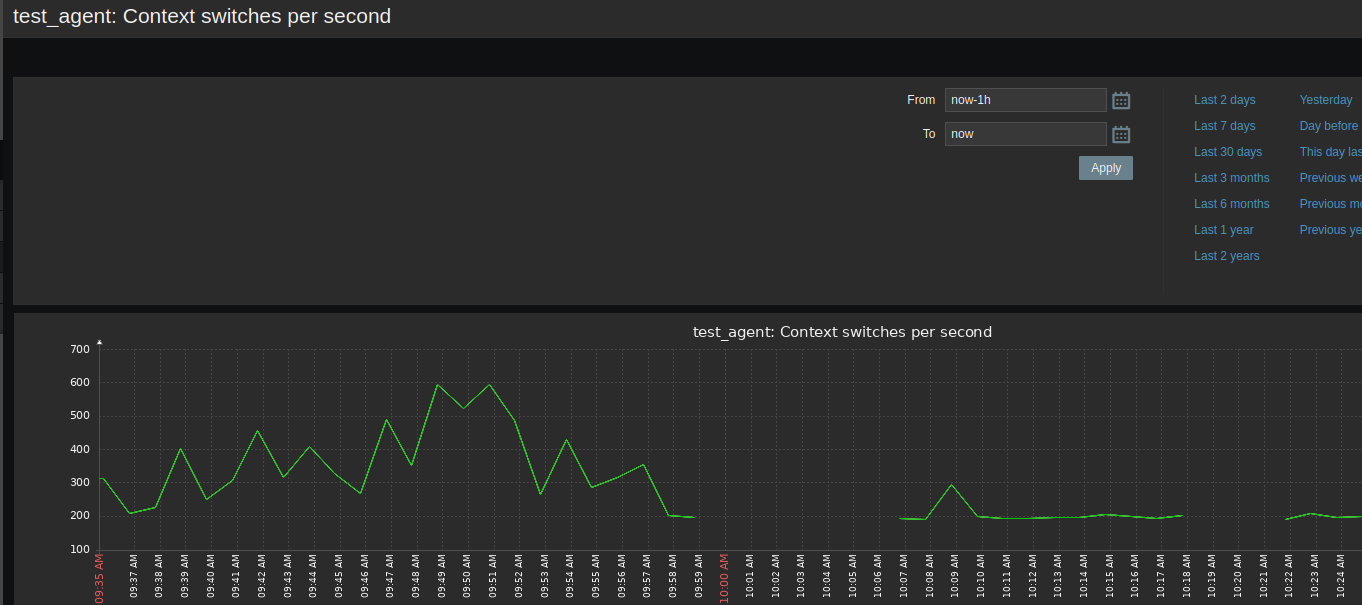 test_agent: Context switches per second
From now-1h
To now
Apply
Last 2 days Yesterday
Last 7 days Day before
Last 30 days This day las
Last 3 months Previous we
Last 6 months Previous mo
Last 1 year Previous ye
Last 2 years
test_agent: Context switches per second
700
600
500
400
300
200
100
09:35 AM
09:37 AM
09:38 AM
09:39 AM
09:40 AM
09:41 AM
09:42 AM
09:43 AM
09:44 AM
09:45 AM
09:46 AM
09:47 AM
09:48 AM
09:49 AM
09:50 AM
09:51 AM
09:52 AM
09:53 AM
09:54 AM
09:55 AM
09:56 AM
09:57 AM
09:58 AM
09:59 AM
10:00 AM
10:01 AM
10:02 AM
10:03 AM
10:04 AM
10:05 AM
10:06 AM
10:07 AM
10:08 AM
10:09 AM
10:10 AM
10:11 AM
10:12 AM
10:13 AM
10:14 AM
10:15 AM
10:16 AM
10:17 AM
10:18 AM
10:19 AM
10:20 AM
10:21 AM
10:22 AM
10:23 AM
10:24 AM